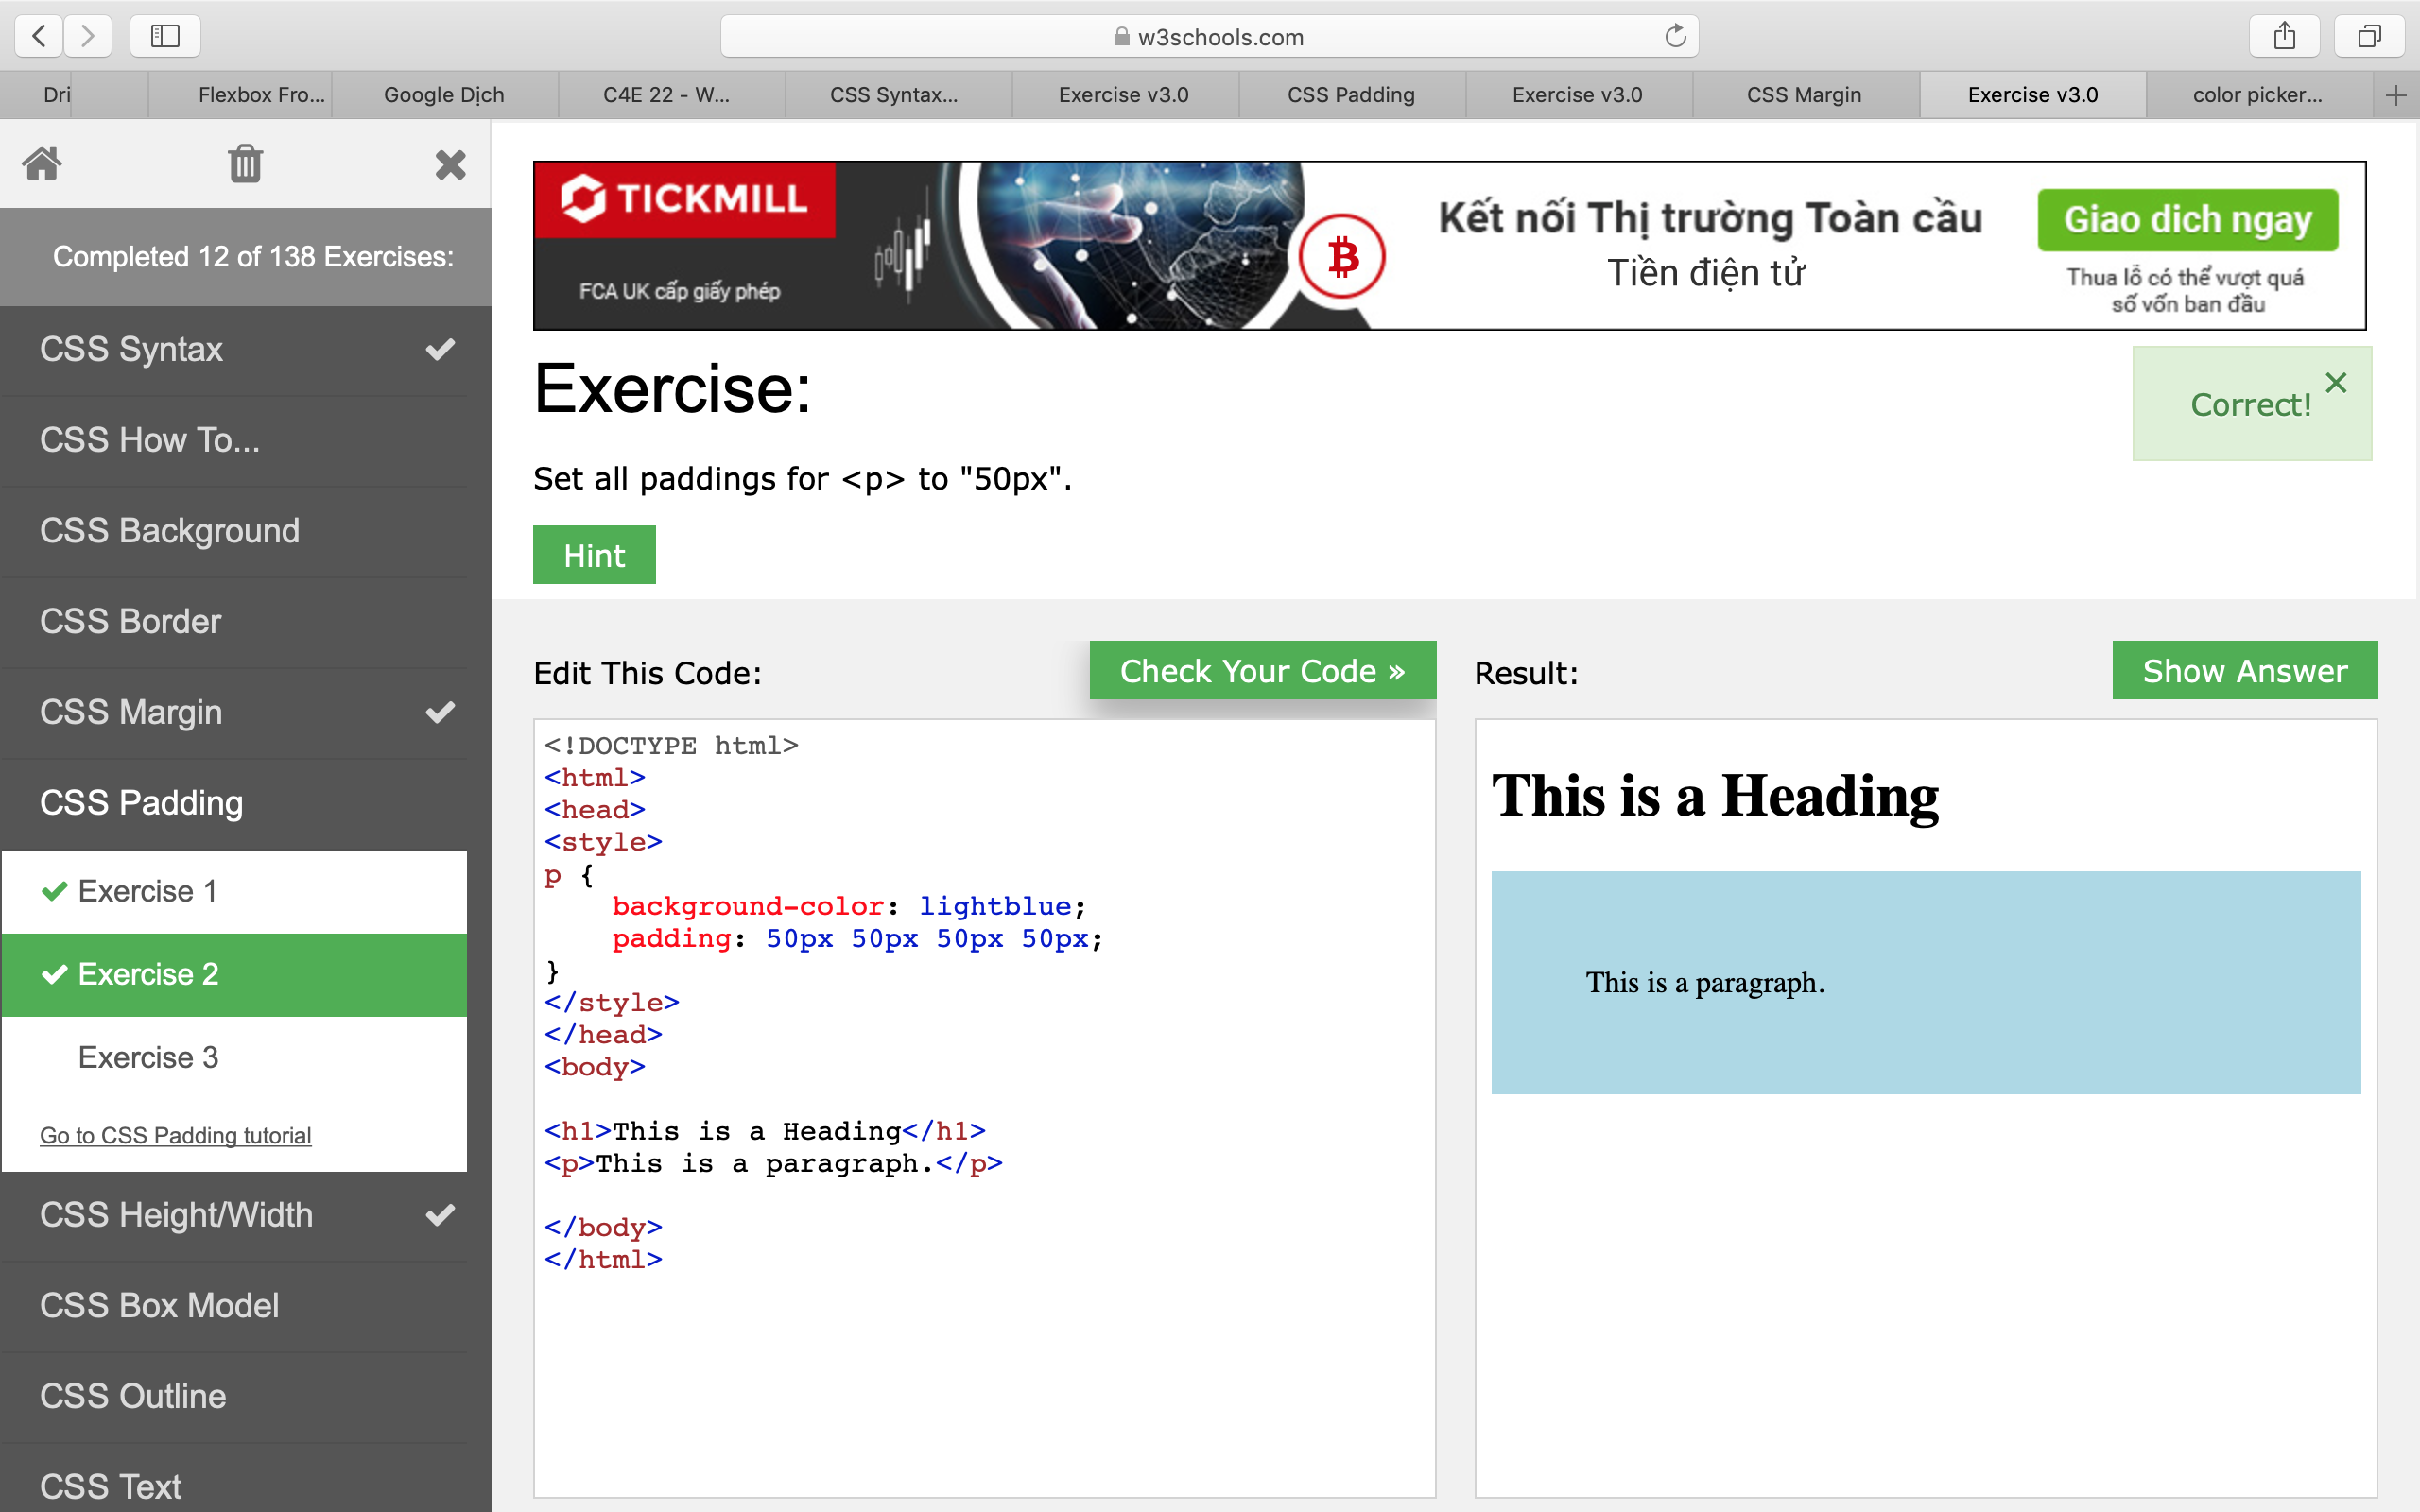 w3schools.com
Dri
Flexbox Fro...
Google Dịch
C4E 22 - W...
CSS Syntax...
Exercise v3.0
CSS Padding
Exercise v3.0
CSS Margin
Exercise v3.0
color picker...
Completed 12 of 138 Exercises:
CSS Syntax
CSS How To...
CSS Background
CSS Border
CSS Margin
CSS Padding
Exercise 1
Exercise 2
Exercise 3
Go to CSS Padding tutorial
CSS Height/Width
CSS Box Model
CSS Outline
CSS Text
TICKMILL
FCA UK cấp giấy phép
Kết nối Thị trường Toàn cầu
Tiền điện tử
Giao dich ngay
Thua lỗ có thể vượt quá
số vốn ban đầu
Exercise:
Correct!
Set all paddings for <p> to "50px".
Hint
Edit This Code:
Check Your Code »
<!DOCTYPE html>
<html>
<head>
<style>
p {
    background-color: lightblue;
    padding: 50px 50px 50px 50px;
}
</style>
</head>
<body>
<h1>This is a Heading</h1>
<p>This is a paragraph.</p>
</body>
</html>
Result:
Show Answer
This is a Heading
This is a paragraph.